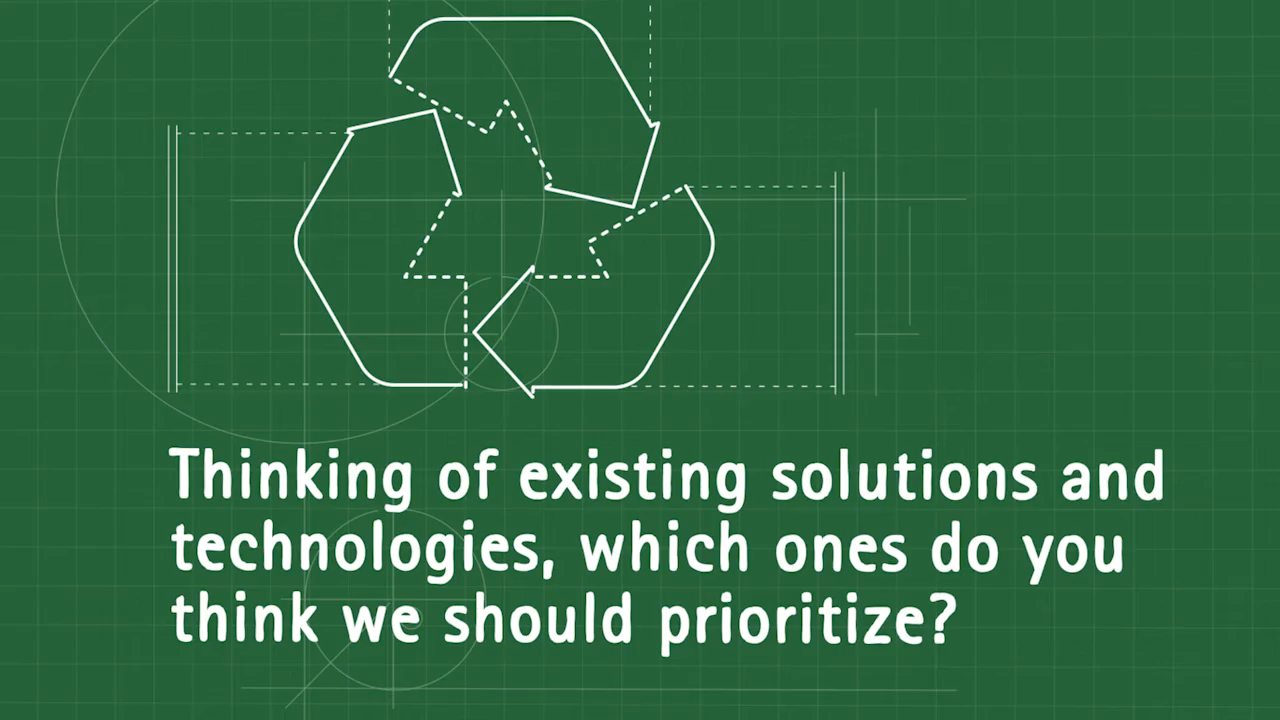 Thinking of existing solutions and
technologies, which ones do you
think we should prioritize?